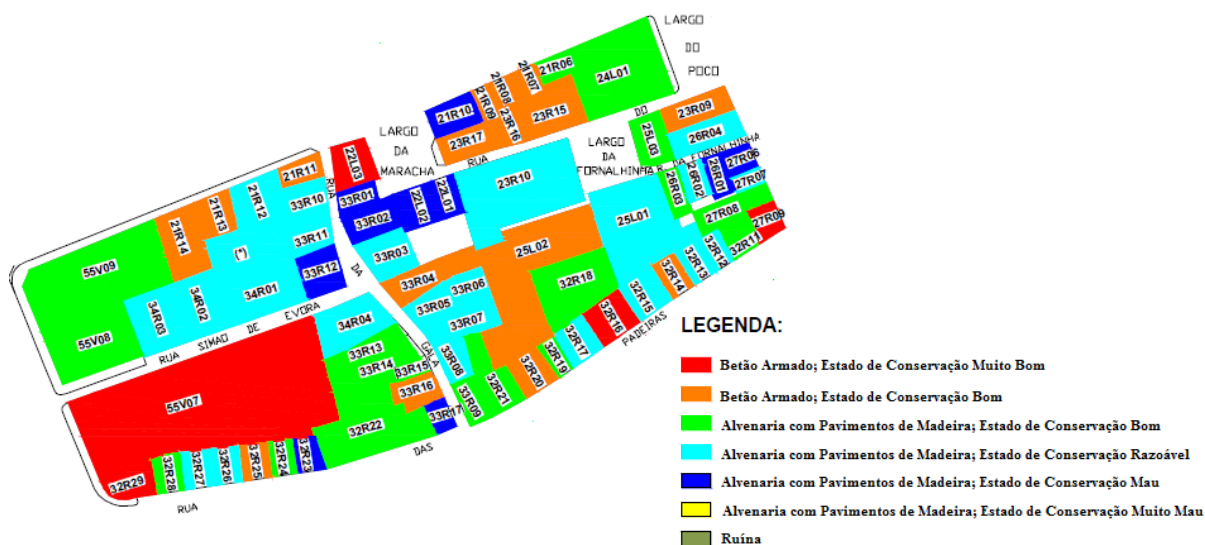 LARGO
DO
POCO
21R06
21R07
21R08
21R09
21R10
24L01
23R15
23R16
23R17
RUA
DO
LARGO
DA
MARACHA
LARGO
DA
FORNALHINHA
R. DA FORNALHINHA
25L03
23R09
26R04
27R06
26R01
26R02
27R07
26R03
27R08
27R09
22L03
RUA
21R11
33R01
22L01
22L02
33R02
23R10
25L01
33R10
21R12
21R13
21R14
33R11
(*)
33R12
DA
33R03
25L02
32R11
32R12
32R13
32R14
32R15
55V09
34R01
34R02
34R03
33R04
33R06
33R05
33R07
32R18
55V08
RUA SIMAO DE EVORA
34R04
GALA
33R08
32R16
32R17
PADEIRAS
33R13
33R14
33R15
33R16
32R19
32R20
32R21
33R09
33R17
55V07
32R22
DAS
32R23
32R24
32R25
32R26
32R27
32R28
32R29
RUA
LEGENDA:
Betão Armado; Estado de Conservação Muito Bom
Betão Armado; Estado de Conservação Bom
Alvenaria com Pavimentos de Madeira; Estado de Conservação Bom
Alvenaria com Pavimentos de Madeira; Estado de Conservação Razoável
Alvenaria com Pavimentos de Madeira; Estado de Conservação Mau
Alvenaria com Pavimentos de Madeira; Estado de Conservação Muito Mau
Ruína